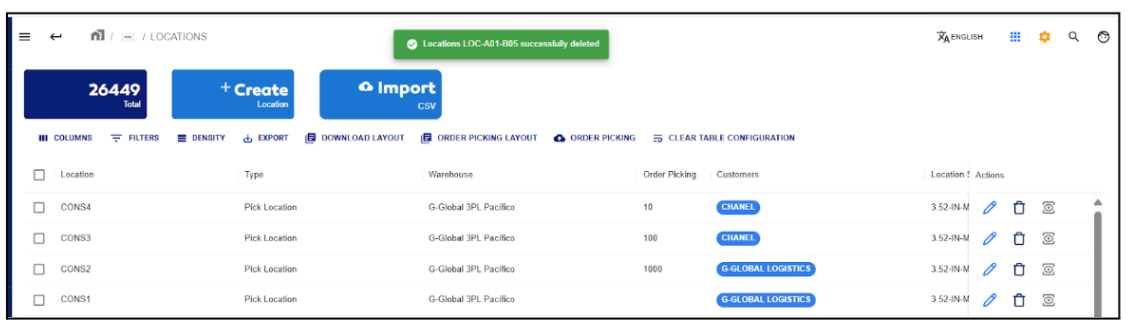 / ... / LOCATIONS
Locations LOC-A01-B05 successfully deleted
ENGLISH
26449
Total
+ Create
Location
Import
CSV
COLUMNS FILTERS DENSITY EXPORT DOWNLOAD LAYOUT ORDER PICKING LAYOUT ORDER PICKING CLEAR TABLE CONFIGURATION
Location Type Warehouse Order Picking Customers Location S Actions
CONS4 Pick Location G-Global 3PL Pacifico 10 CHANEL 3.52-IN-M
CONS3 Pick Location G-Global 3PL Pacifico 100 CHANEL 3.52-IN-M
CONS2 Pick Location G-Global 3PL Pacifico 1000 G-GLOBAL LOGISTICS 3.52-IN-M
CONS1 Pick Location G-Global 3PL Pacifico G-GLOBAL LOGISTICS 3.52-IN-M